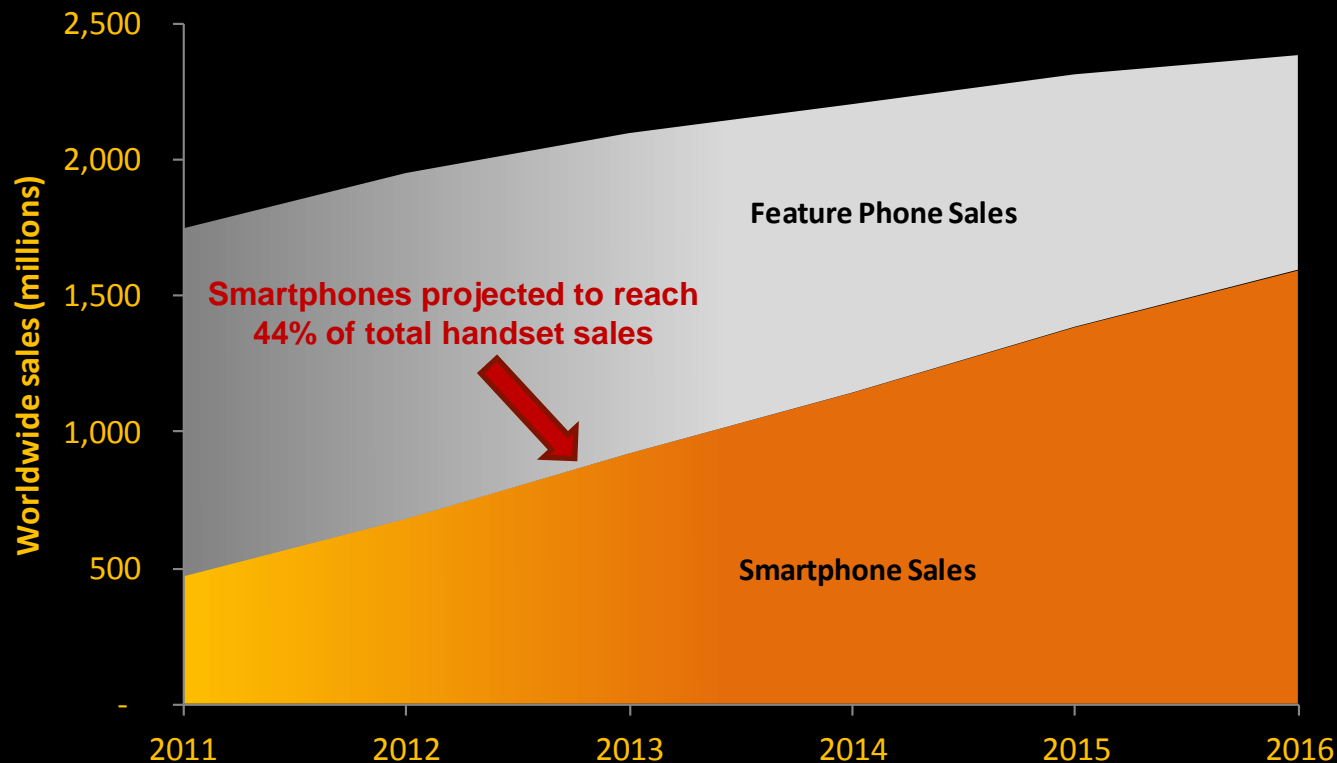 2,500
2,000
1,500
1,000
500
-
Worldwide sales (millions)
Feature Phone Sales
Smartphones projected to reach
44% of total handset sales
Smartphone Sales
2011 2012 2013 2014 2015 2016